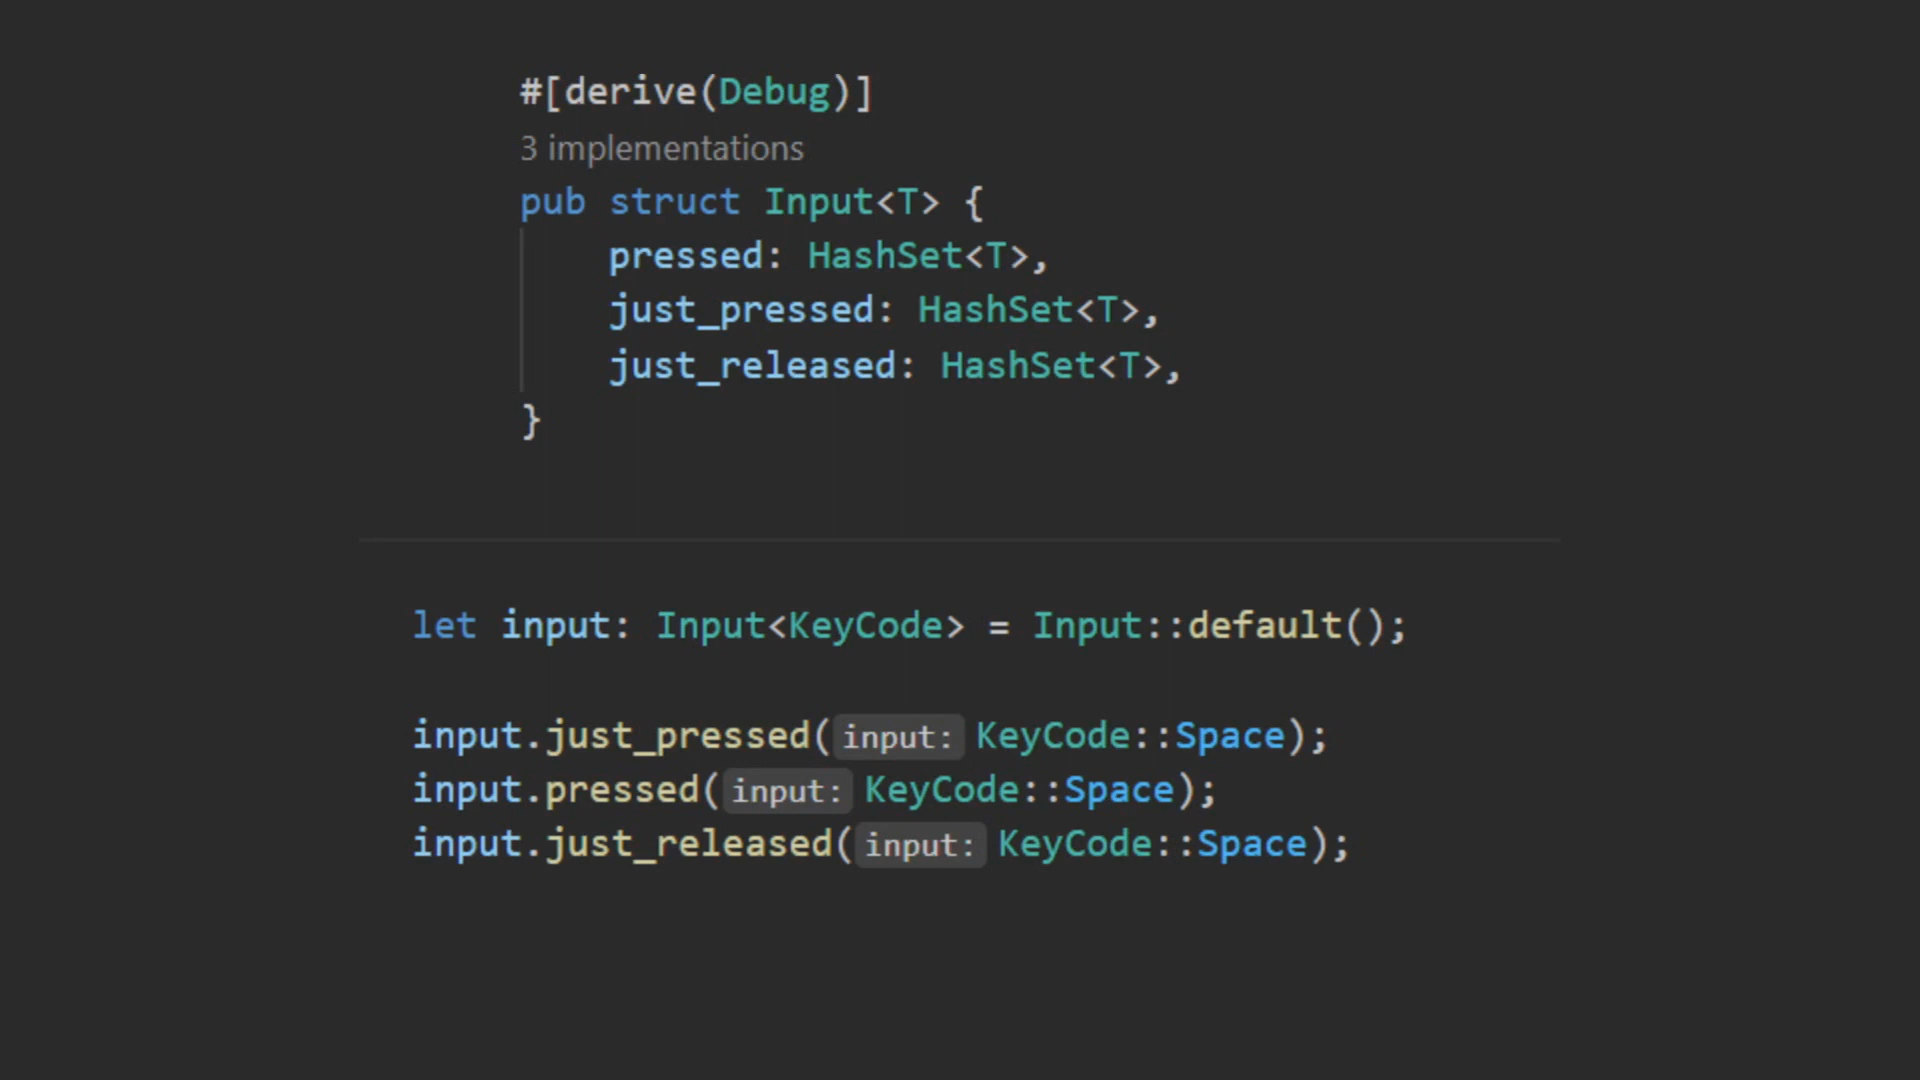 #[derive(Debug)]
3 implementations
pub struct Input<T> {
    pressed: HashSet<T>,
    just_pressed: HashSet<T>,
    just_released: HashSet<T>,
}
let input: Input<KeyCode> = Input::default();
input.just_pressed(input: KeyCode::Space);
input.pressed(input: KeyCode::Space);
input.just_released(input: KeyCode::Space);